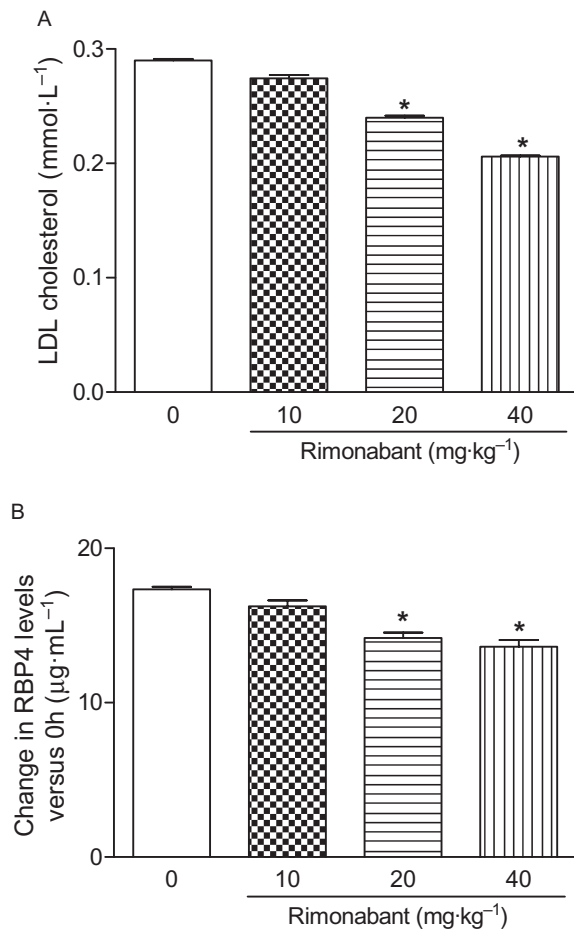 A
LDL cholesterol (mmol·L⁻¹)
0.3
0.2
0.1
0.0
*
*
0 10 20 40
Rimonabant (mg·kg⁻¹)
B
Change in RBP4 levels
versus 0h (µg·mL⁻¹)
20
10
0
*
*
0 10 20 40
Rimonabant (mg·kg⁻¹)